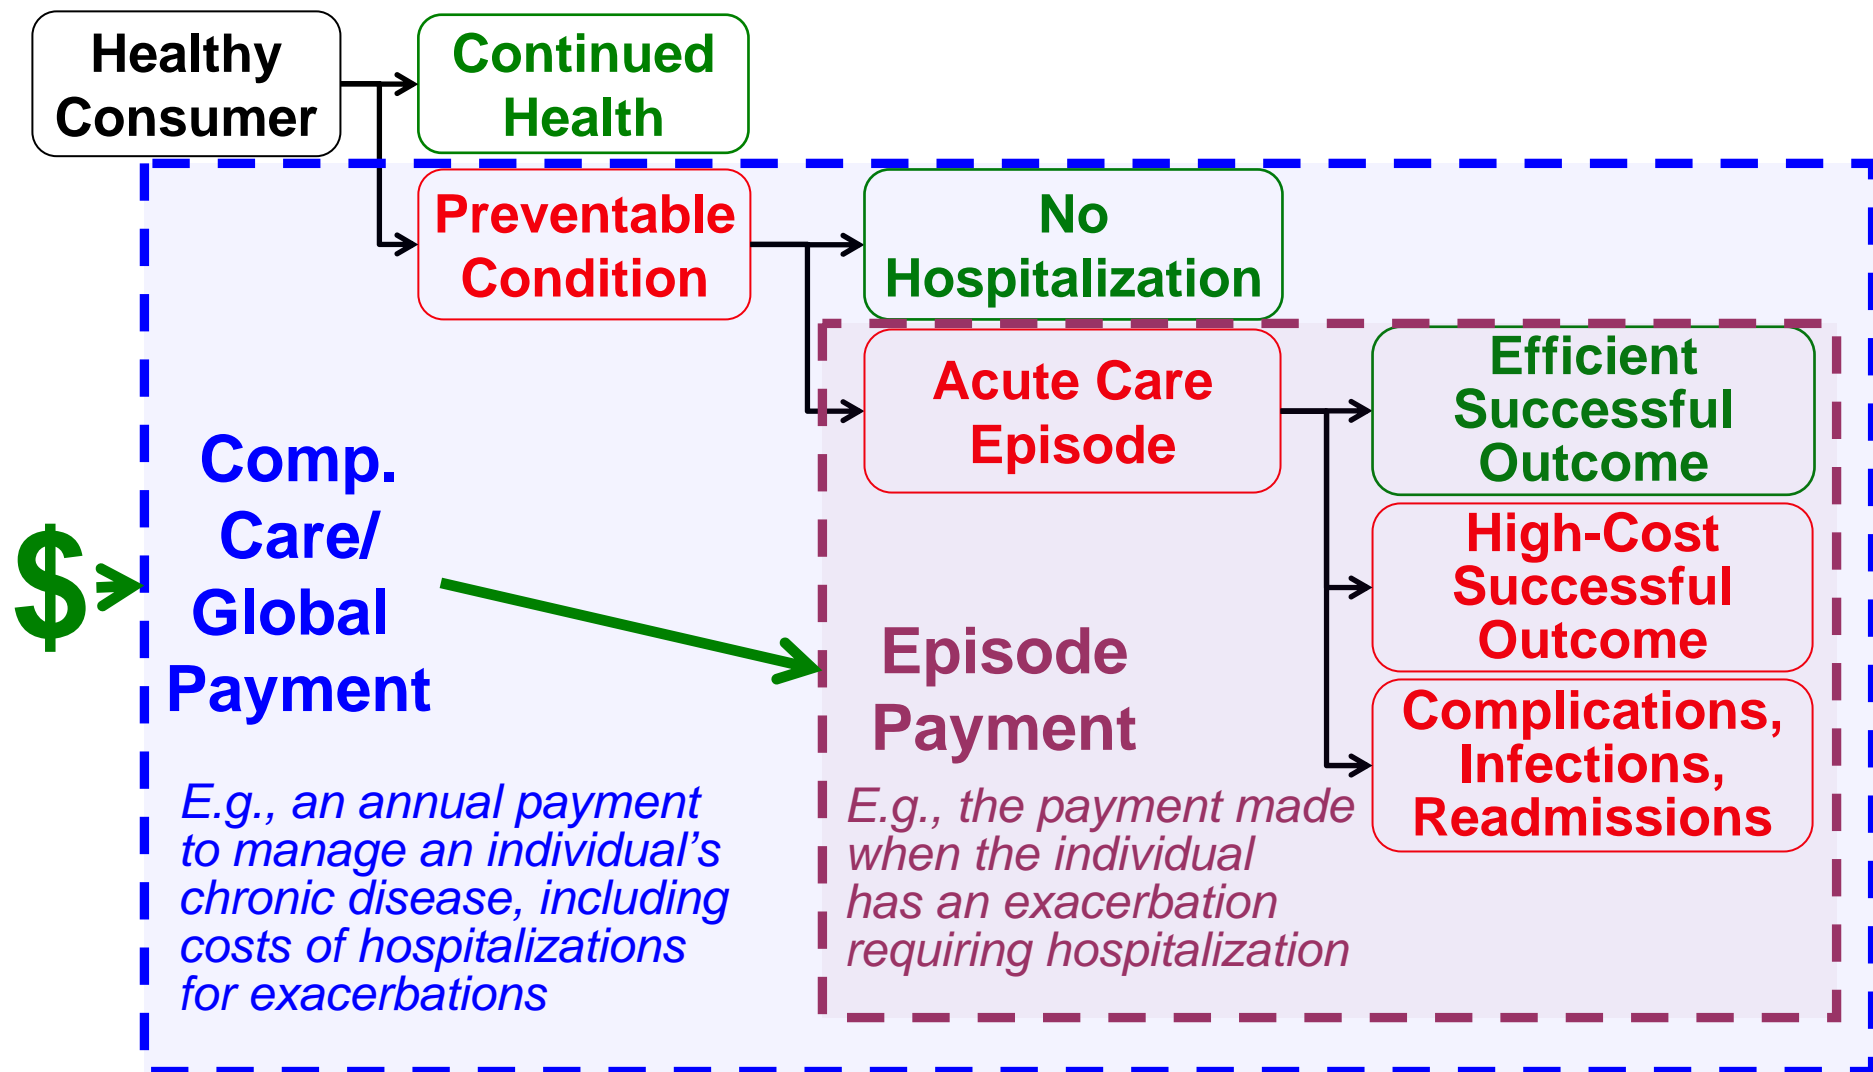 Healthy
Consumer
Continued
Health
Preventable
Condition
No
Hospitalization
Acute Care
Episode
Efficient
Successful
Outcome
High-Cost
Successful
Outcome
Complications,
Infections,
Readmissions
$
Comp.
Care/
Global
Payment
E.g., an annual payment
to manage an individual’s
chronic disease, including
costs of hospitalizations
for exacerbations
Episode
Payment
E.g., the payment made
when the individual
has an exacerbation
requiring hospitalization